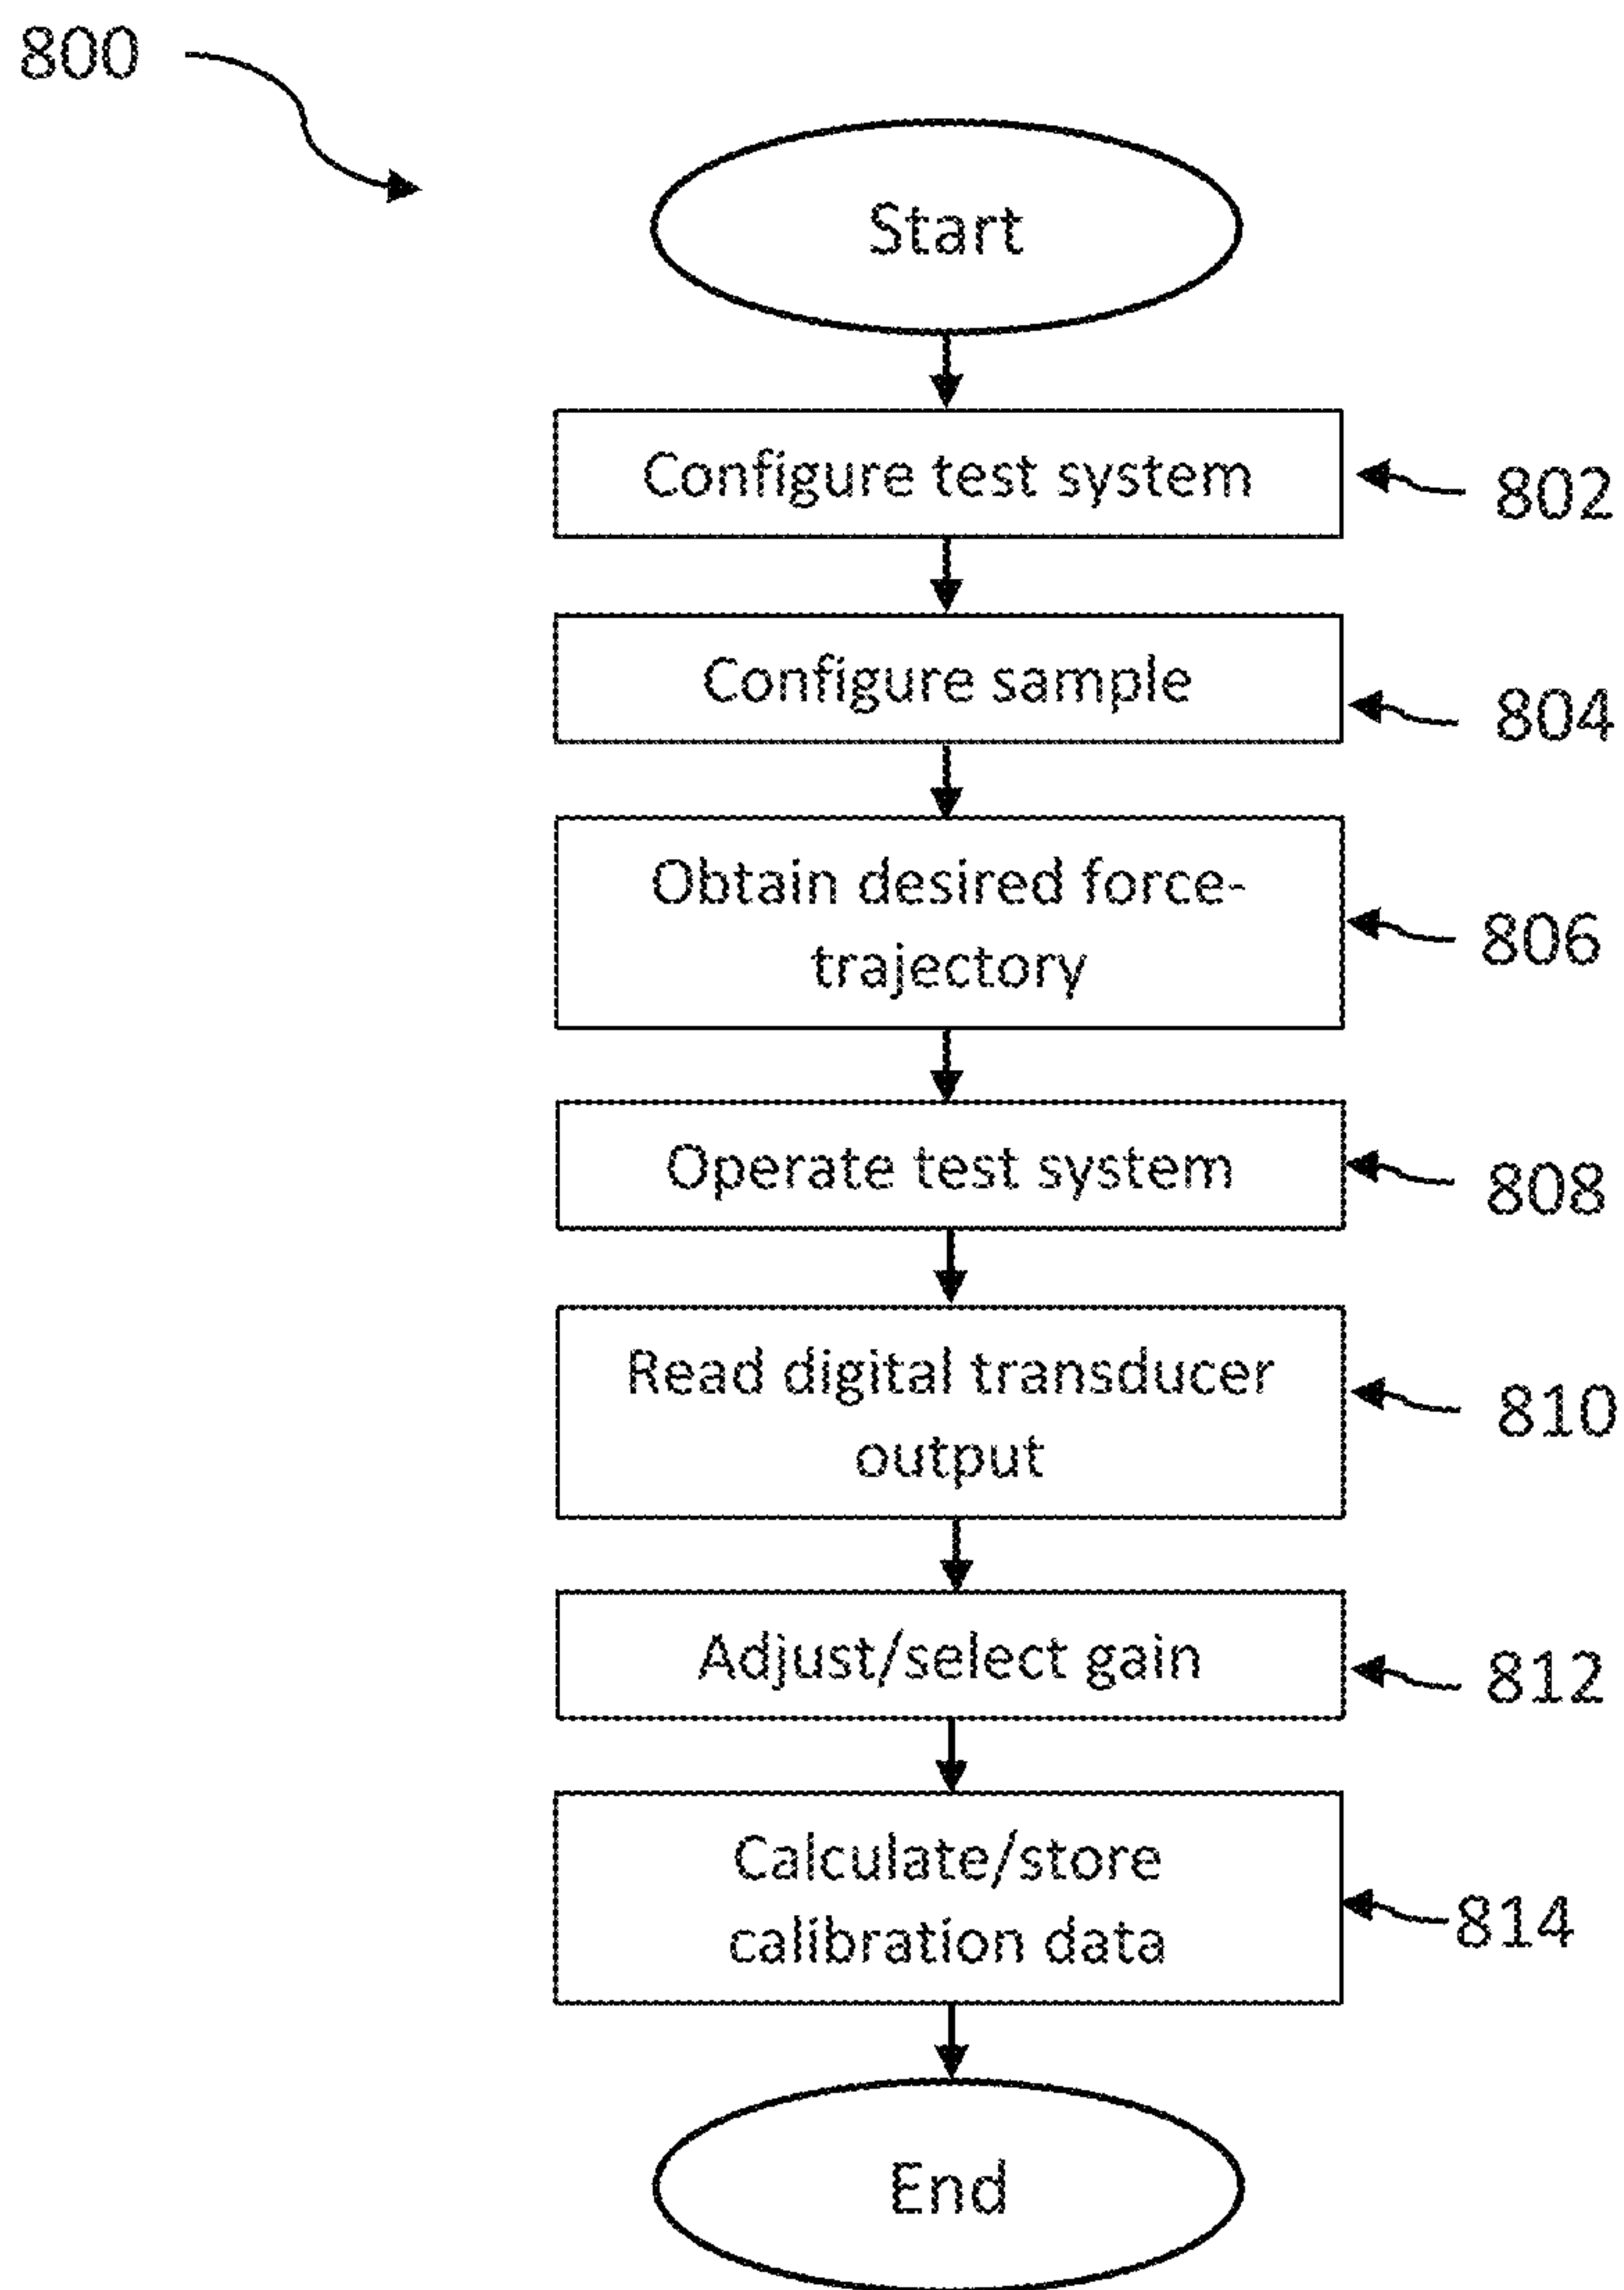 800
Start
Configure test system
802
Configure sample
804
Obtain desired force-
trajectory
806
Operate test system
808
Read digital transducer
output
810
Adjust/select gain
812
Calculate/store
calibration data
814
End